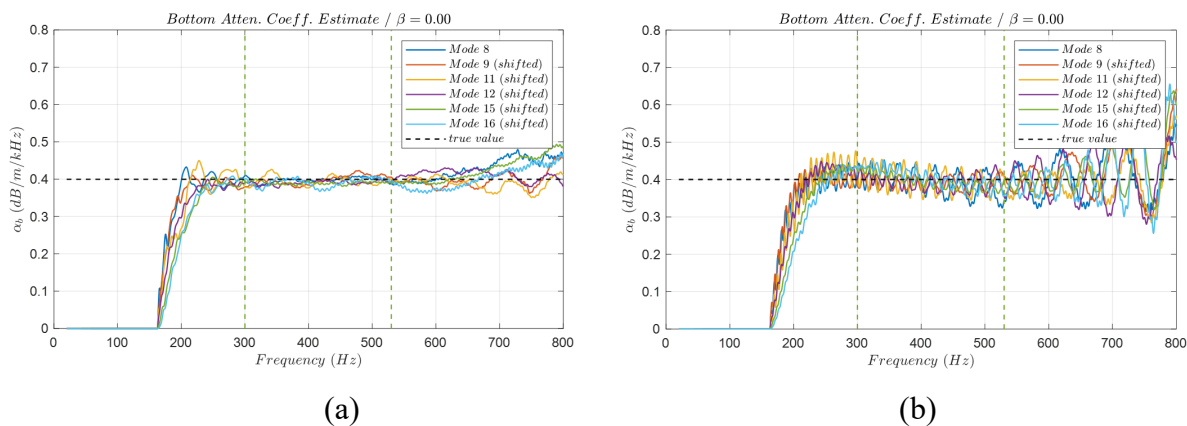 Bottom Atten. Coeff. Estimate / β = 0.00
0.8
0.7
0.6
0.5
0.4
0.3
0.2
0.1
0
α_b (dB/m//kHz)
Mode 8
Mode 9 (shifted)
Mode 11 (shifted)
Mode 12 (shifted)
Mode 15 (shifted)
Mode 16 (shifted)
true value
0 100 200 300 400 500 600 700 800
Frequency (Hz)
(a)
Bottom Atten. Coeff. Estimate / β = 0.00
0.8
0.7
0.6
0.5
0.4
0.3
0.2
0.1
0
α_b (dB/m//kHz)
Mode 8
Mode 9 (shifted)
Mode 11 (shifted)
Mode 12 (shifted)
Mode 15 (shifted)
Mode 16 (shifted)
true value
0 100 200 300 400 500 600 700 800
Frequency (Hz)
(b)